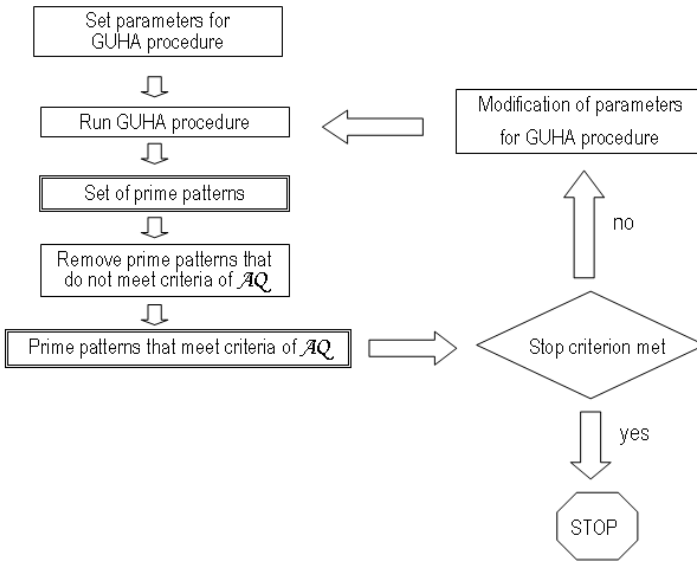 Set parameters for
GUHA procedure
Run GUHA procedure
Set of prime patterns
Remove prime patterns that
do not meet criteria of AQ
Prime patterns that meet criteria of AQ
Modification of parameters
for GUHA procedure
no
Stop criterion met
yes
STOP